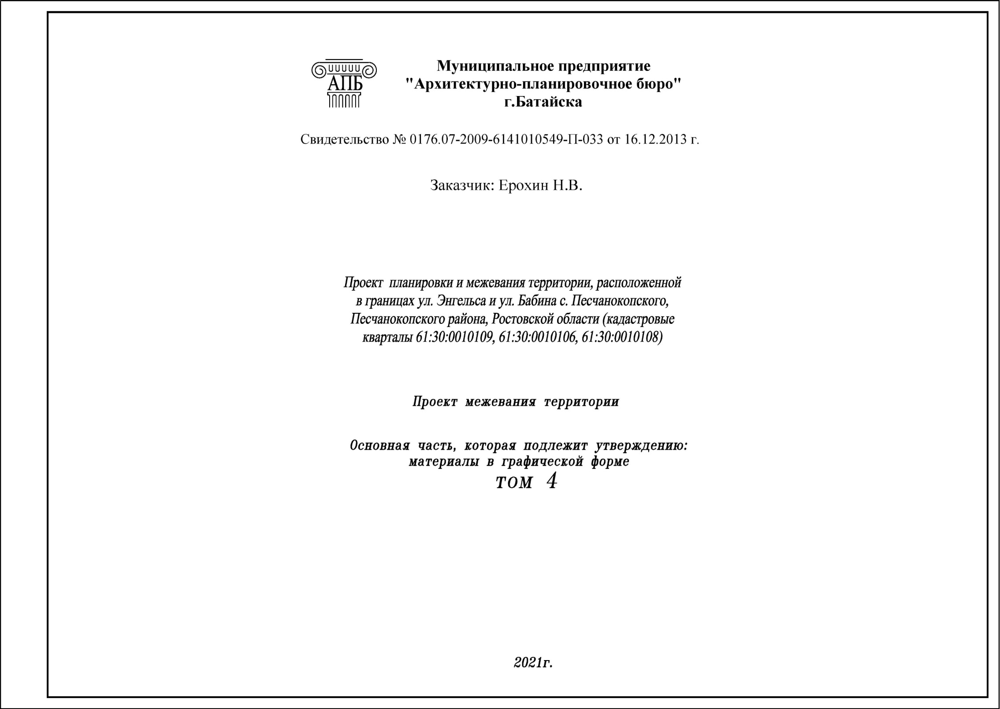 АПБ
Муниципальное предприятие
"Архитектурно-планировочное бюро"
г.Батайска
Свидетельство № 0176.07-2009-6141010549-П-033 от 16.12.2013 г.
Заказчик: Ерохин Н.В.
Проект планировки и межевания территории, расположенной
в границах ул. Энгельса и ул. Бабина с. Песчанокопского,
Песчанокопского района, Ростовской области (кадастровые
кварталы 61:30:0010109, 61:30:0010106, 61:30:0010108)
Проект межевания территории
Основная часть, которая подлежит утверждению:
материалы в графической форме
ТОМ 4
2021г.